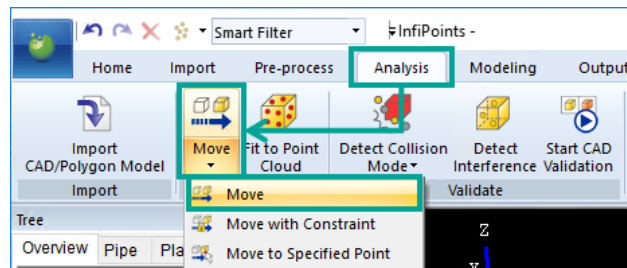 Smart Filter
InfiPoints -
Home Import Pre-process Analysis Modeling Output
Import CAD/Polygon Model
Move
Fit to Point Cloud
Detect Collision Mode
Detect Interference
Start CAD Validation
Import
Validate
Move
Move with Constraint
Move to Specified Point
Tree
Overview Pipe Pla
Z